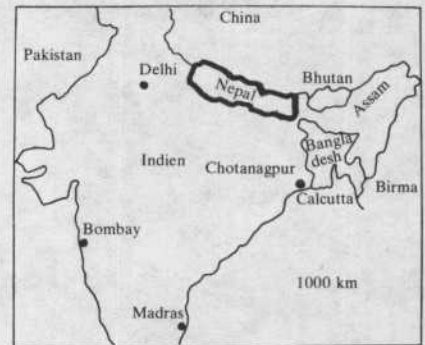 China
Pakistan
Delhi
Nepal
Bhutan
Assam
Bangla
desh
Indien
Chotanagpur
Calcutta
Birma
Bombay
1000 km
Madras